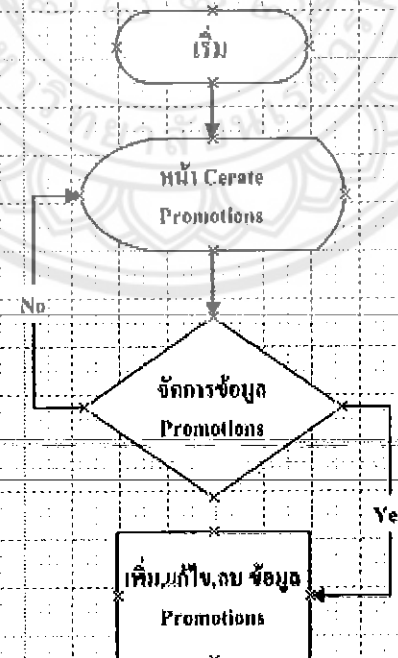 เริ่ม
หน้า Cerate
Promotions
No
จัดการข้อมูล
Promotions
Ye
เพิ่ม,แก้ไข,ลบ ข้อมูล
Promotions